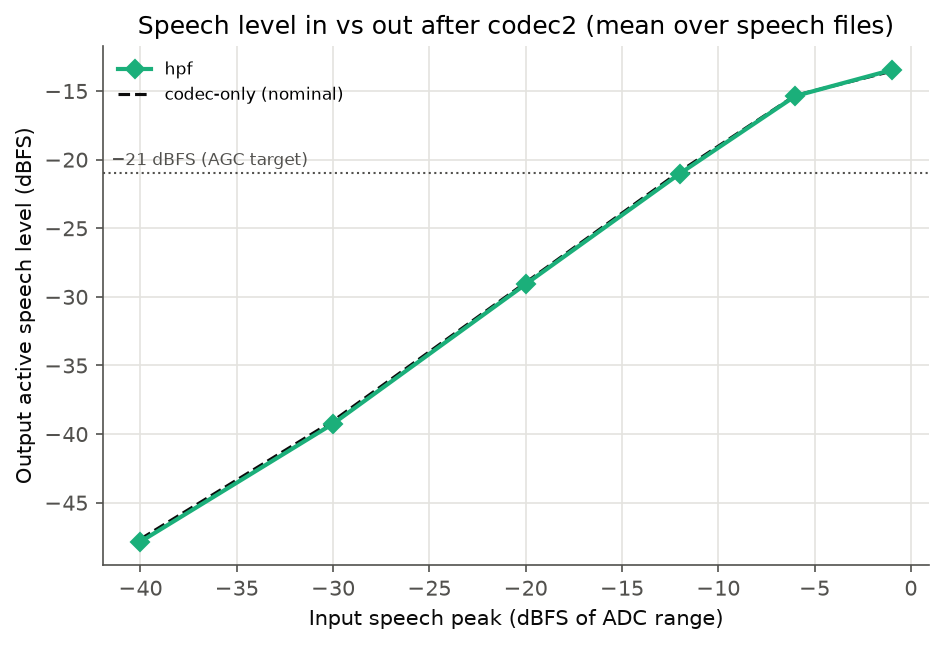 Speech level in vs out after codec2 (mean over speech files)
hpf
codec-only (nominal)
−21 dBFS (AGC target)
Output active speech level (dBFS)
−15
−20
−25
−30
−35
−40
−45
−40
−35
−30
−25
−20
−15
−10
−5
0
Input speech peak (dBFS of ADC range)